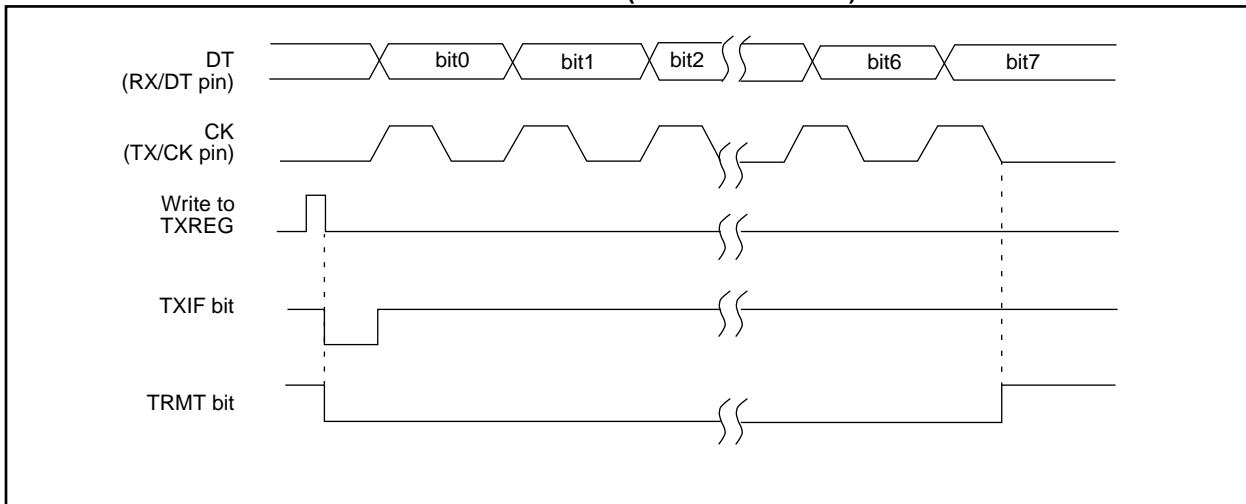 DT
(RX/DT pin)
bit0 bit1 bit2 bit6 bit7
CK
(TX/CK pin)
Write to
TXREG
TXIF bit
TRMT bit